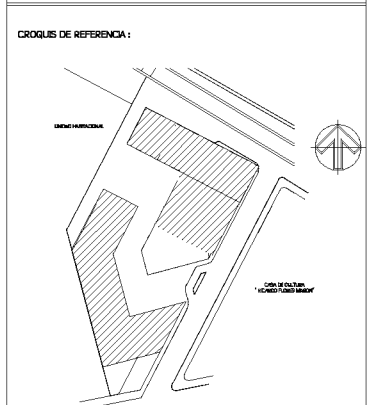 CROQUIS DE REFERENCIA :
UNIDAD HABITACIONAL
CASA DE CULTURA
" RICARDO FLORES MAGON"